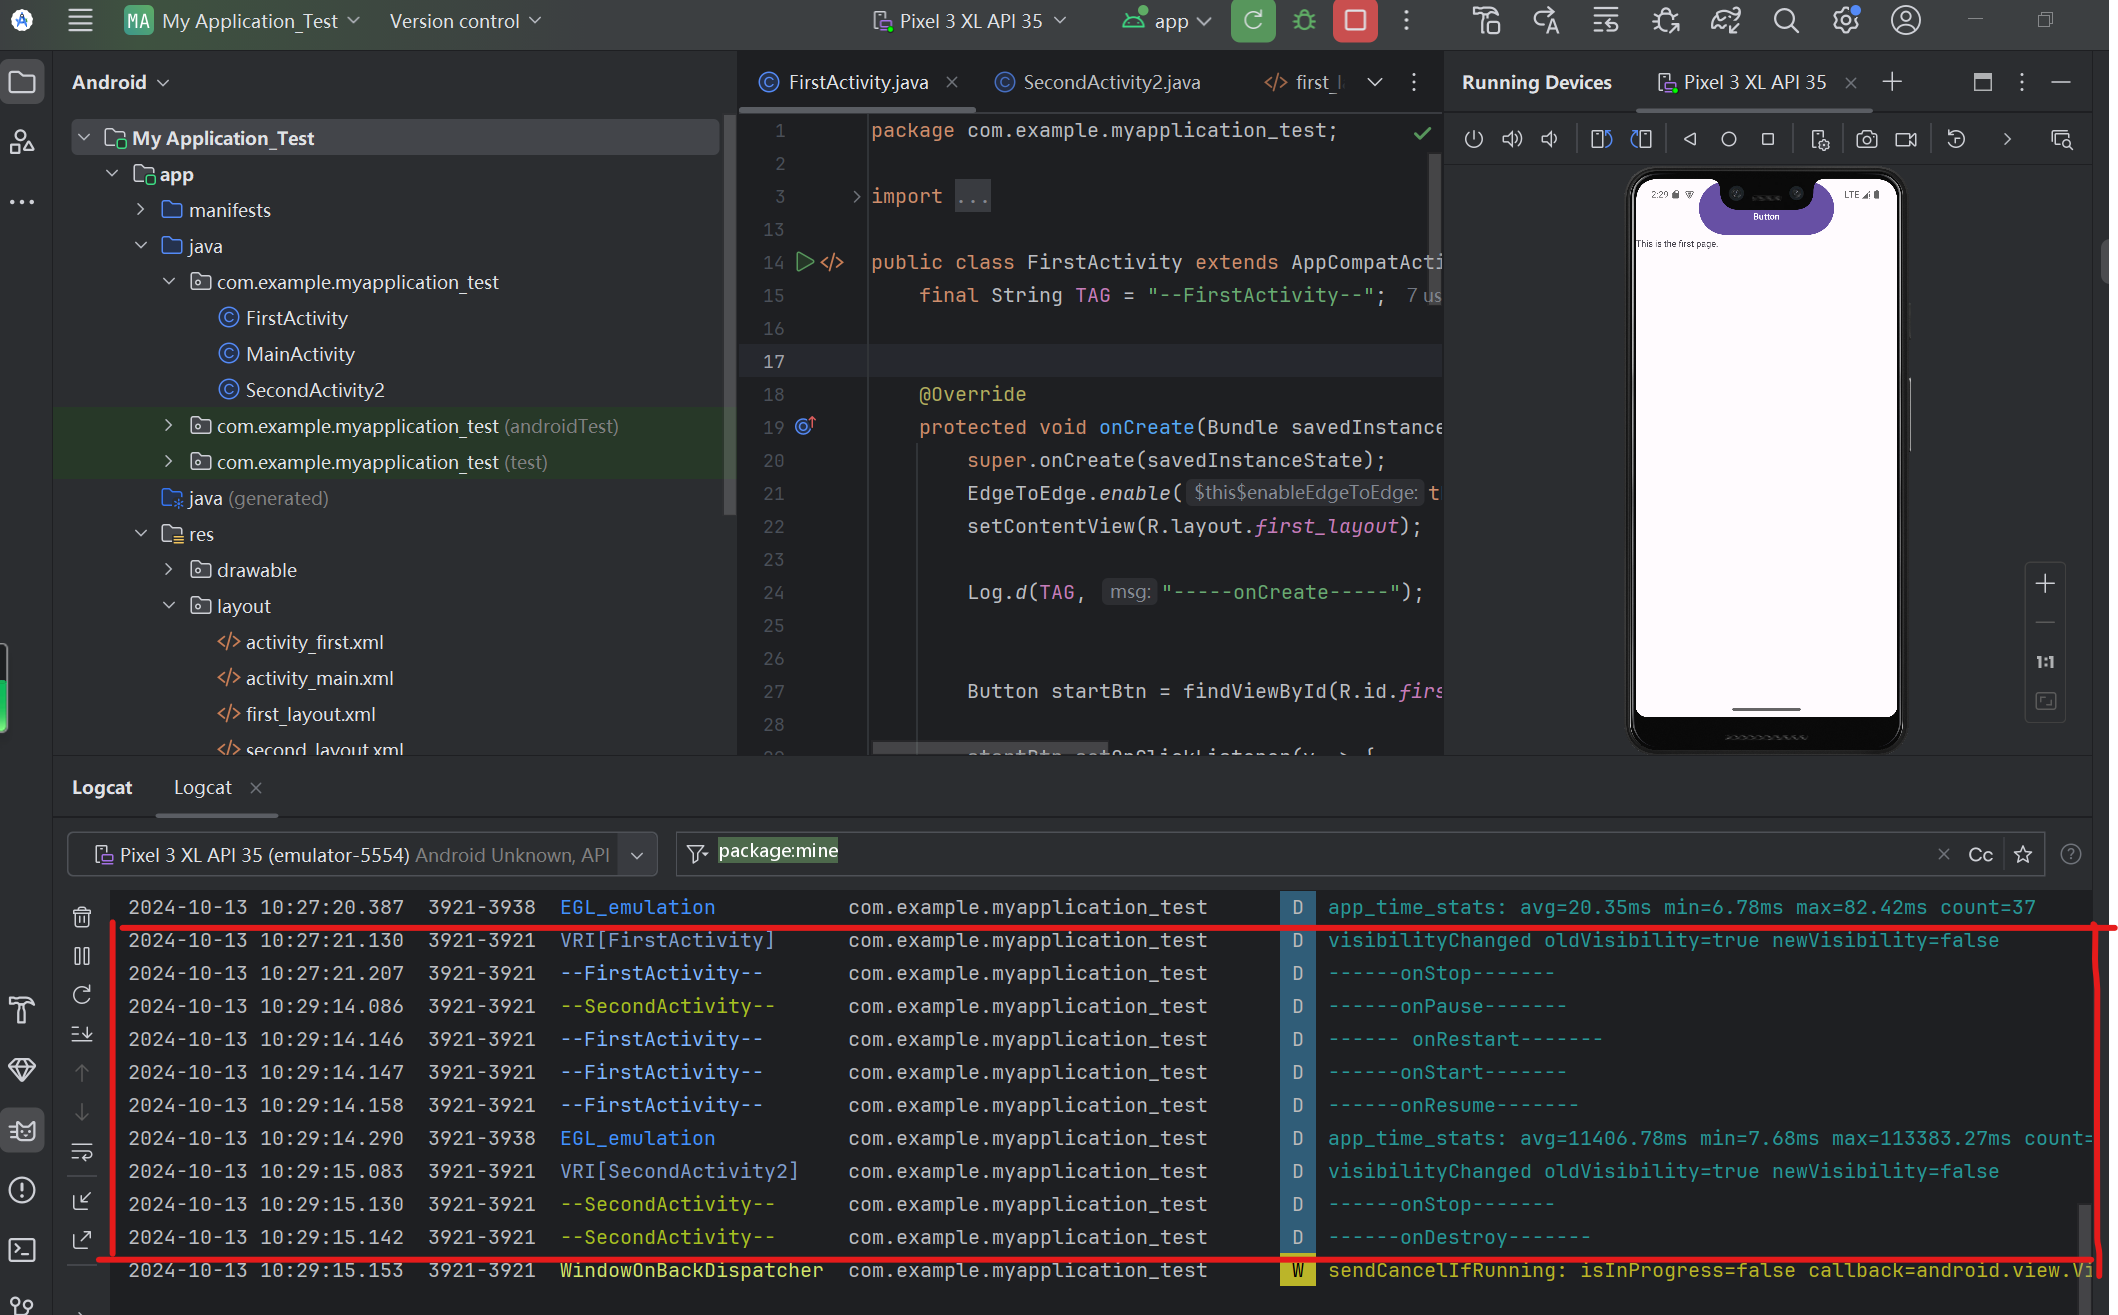 MA My Application_Test Version control Pixel 3 XL API 35 app
Android
My Application_Test
app
manifests
java
com.example.myapplication_test
FirstActivity
MainActivity
SecondActivity2
com.example.myapplication_test (androidTest)
com.example.myapplication_test (test)
java (generated)
res
drawable
layout
activity_first.xml
activity_main.xml
first_layout.xml
second_layout.xml
FirstActivity.java SecondActivity2.java first_l
1 package com.example.myapplication_test;
2
3 import ...
13
14 public class FirstActivity extends AppCompatActi
15 final String TAG = "--FirstActivity--"; 7 us
16
17
18 @Override
19 protected void onCreate(Bundle savedInstance
20 super.onCreate(savedInstanceState);
21 EdgeToEdge.enable( $this$enableEdgeToEdge: t
22 setContentView(R.layout.first_layout);
23
24 Log.d(TAG, msg: "-----onCreate-----");
25
26
27 Button startBtn = findViewById(R.id.firs
28
Running Devices Pixel 3 XL API 35
2:29 LTE
Button
This is the first page.
1:1
Logcat Logcat
Pixel 3 XL API 35 (emulator-5554) Android Unknown, API
package:mine Cc
2024-10-13 10:27:20.387 3921-3938 EGL_emulation com.example.myapplication_test D app_time_stats: avg=20.35ms min=6.78ms max=82.42ms count=37
2024-10-13 10:27:21.130 3921-3921 VRI[FirstActivity] com.example.myapplication_test D visibilityChanged oldVisibility=true newVisibility=false
2024-10-13 10:27:21.207 3921-3921 --FirstActivity-- com.example.myapplication_test D ------onStop-------
2024-10-13 10:29:14.086 3921-3921 --SecondActivity-- com.example.myapplication_test D ------onPause-------
2024-10-13 10:29:14.146 3921-3921 --FirstActivity-- com.example.myapplication_test D ------ onRestart-------
2024-10-13 10:29:14.147 3921-3921 --FirstActivity-- com.example.myapplication_test D ------onStart-------
2024-10-13 10:29:14.158 3921-3921 --FirstActivity-- com.example.myapplication_test D ------onResume-------
2024-10-13 10:29:14.290 3921-3938 EGL_emulation com.example.myapplication_test D app_time_stats: avg=11406.78ms min=7.68ms max=113383.27ms count=
2024-10-13 10:29:15.083 3921-3921 VRI[SecondActivity2] com.example.myapplication_test D visibilityChanged oldVisibility=true newVisibility=false
2024-10-13 10:29:15.130 3921-3921 --SecondActivity-- com.example.myapplication_test D ------onStop-------
2024-10-13 10:29:15.142 3921-3921 --SecondActivity-- com.example.myapplication_test D ------onDestroy-------
2024-10-13 10:29:15.153 3921-3921 WindowOnBackDispatcher com.example.myapplication_test W sendCancelIfRunning: isInProgress=false callback=android.view.Vi